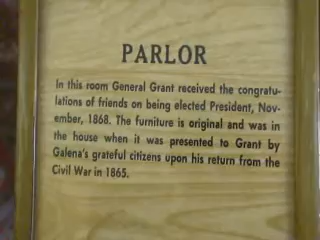 PARLOR
In this room General Grant received the congratu-
lations of friends on being elected President, Nov-
ember, 1868. The furniture is original and was in
the house when it was presented to Grant by
Galena's grateful citizens upon his return from the
Civil War in 1865.